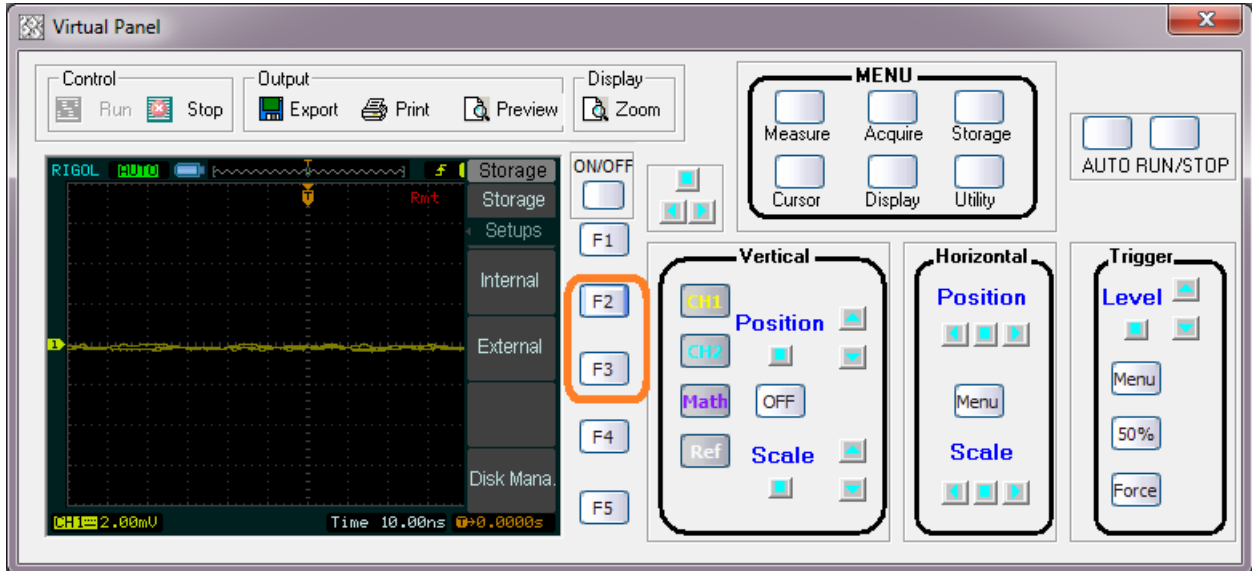 Virtual Panel
Control
Output
Display
Run Stop
Export Print Preview
Zoom
MENU
Measure Acquire Storage
Cursor Display Utility
AUTO RUN/STOP
RIGOL AUTO T
T Rmt
Storage
Storage
Setups
Internal
External
Disk Mana.
1
CH1 2.00mV Time 10.00ns T→0.0000s
ON/OFF
F1
F2
F3
F4
F5
Vertical
CH1
CH2
Math
Ref
Position
OFF
Scale
Horizontal
Position
Menu
Scale
Trigger
Level
Menu
50%
Force